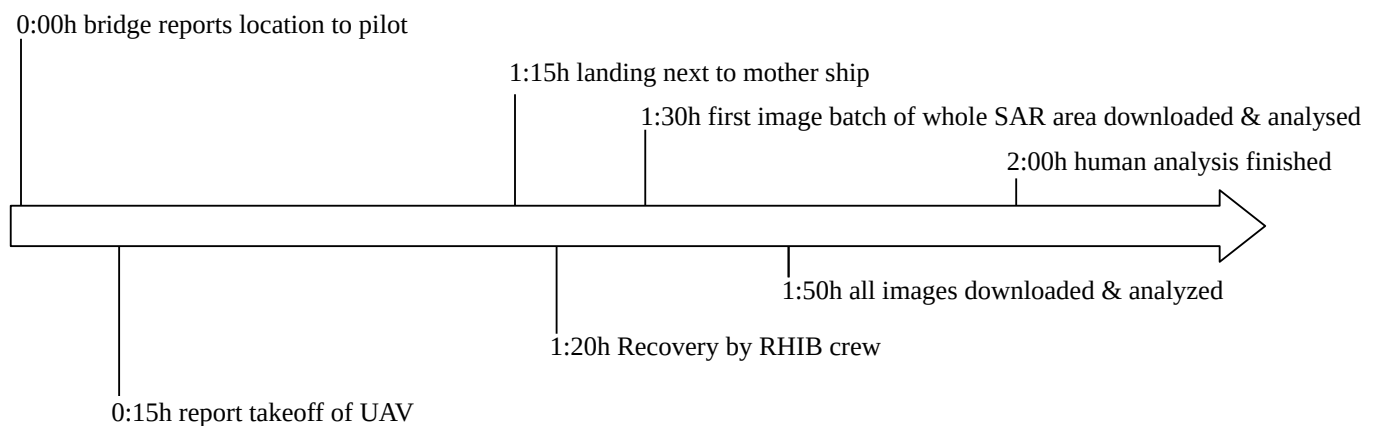 0:00h bridge reports location to pilot
1:15h landing next to mother ship
1:30h first image batch of whole SAR area downloaded & analysed
2:00h human analysis finished
1:50h all images downloaded & analyzed
1:20h Recovery by RHIB crew
0:15h report takeoff of UAV